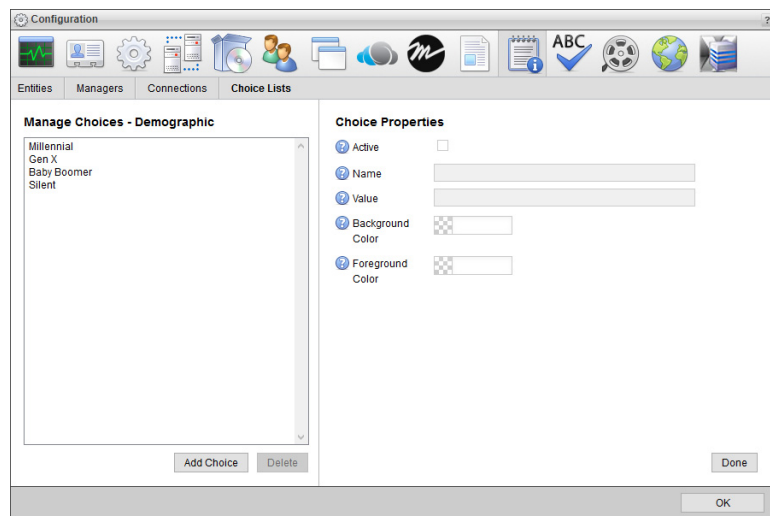 Configuration
?
ABC
Entities Managers Connections Choice Lists
Manage Choices - Demographic
Millennial
Gen X
Baby Boomer
Silent
Add Choice Delete
Choice Properties
? Active
? Name
? Value
? Background
Color
? Foreground
Color
Done
OK